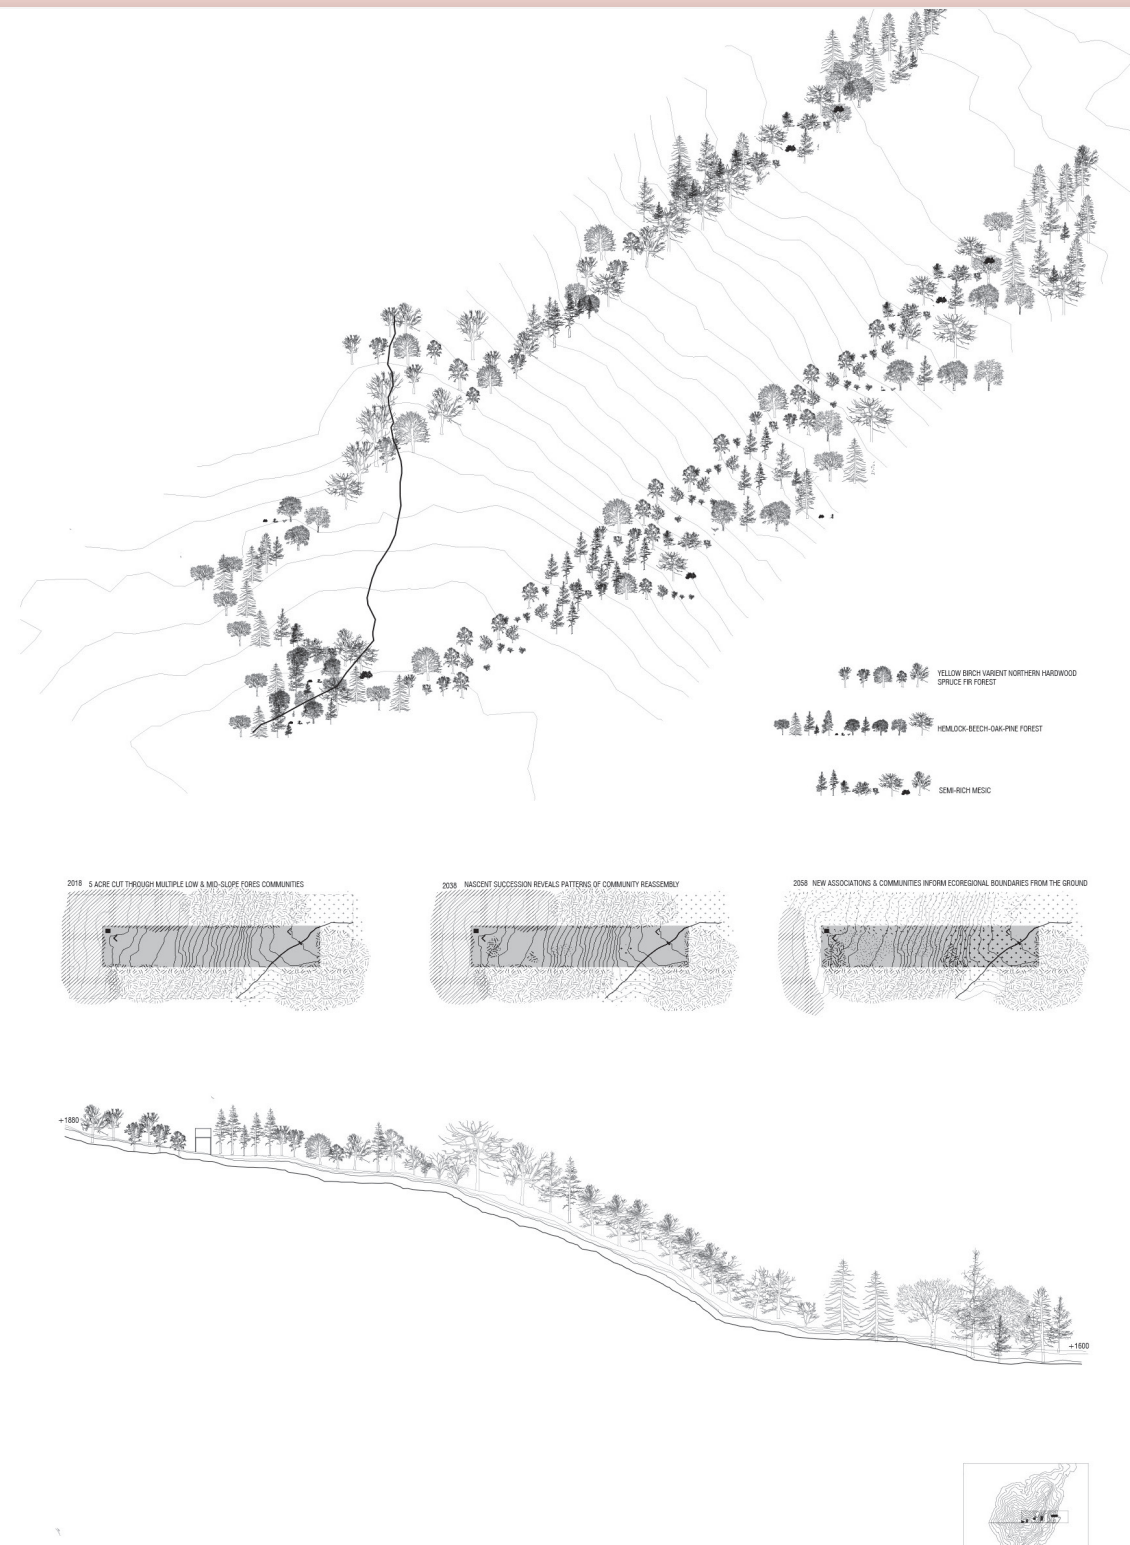 YELLOW BIRCH VARIENT NORTHERN HARDWOOD
SPRUCE FIR FOREST
HEMLOCK-BEECH-OAK-PINE FOREST
SEMI-RICH MESIC
2018 5 ACRE CUT THROUGH MULTIPLE LOW & MID-SLOPE FORES COMMUNITIES
2038 NASCENT SUCCESSION REVEALS PATTERNS OF COMMUNITY REASSEMBLY
2058 NEW ASSOCIATIONS & COMMUNITIES INFORM ECOREGIONAL BOUNDARIES FROM THE GROUND
+1880
+1600